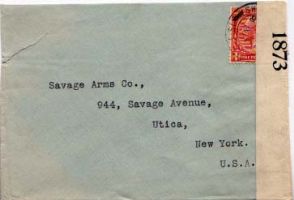 1873
Savage Arms Co.,
944, Savage Avenue,
Utica,
New York.
U.S.A.